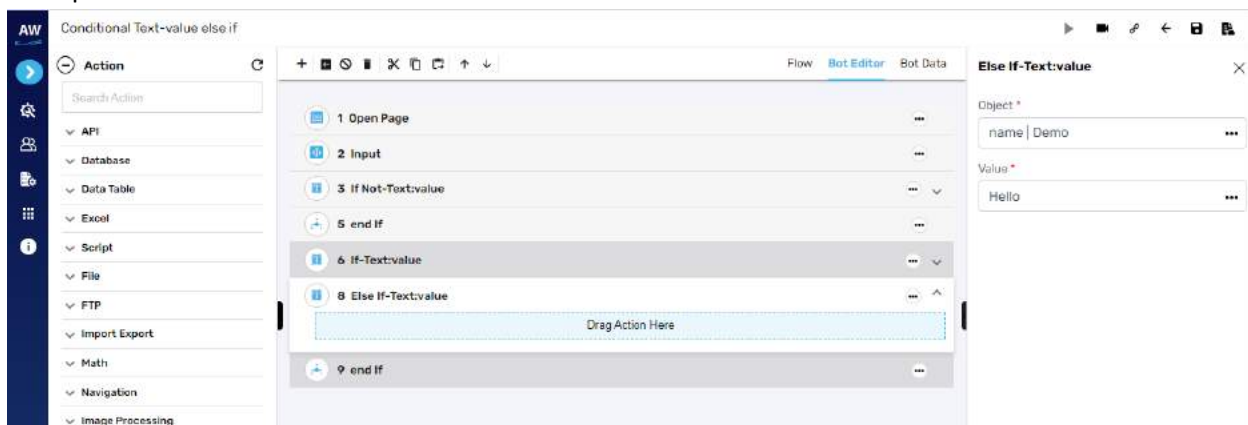 AW
Conditional Text-value else if
Action
Search Action
API
Database
Data Table
Excel
Script
File
FTP
Import Export
Math
Navigation
Image Processing
Flow Bot Editor Bot Data
1 Open Page
2 Input
3 If Not-Text:value
5 end If
6 If-Text:value
8 Else If-Text:value
Drag Action Here
9 end If
Else If-Text:value
Object *
name | Demo
Value *
Hello